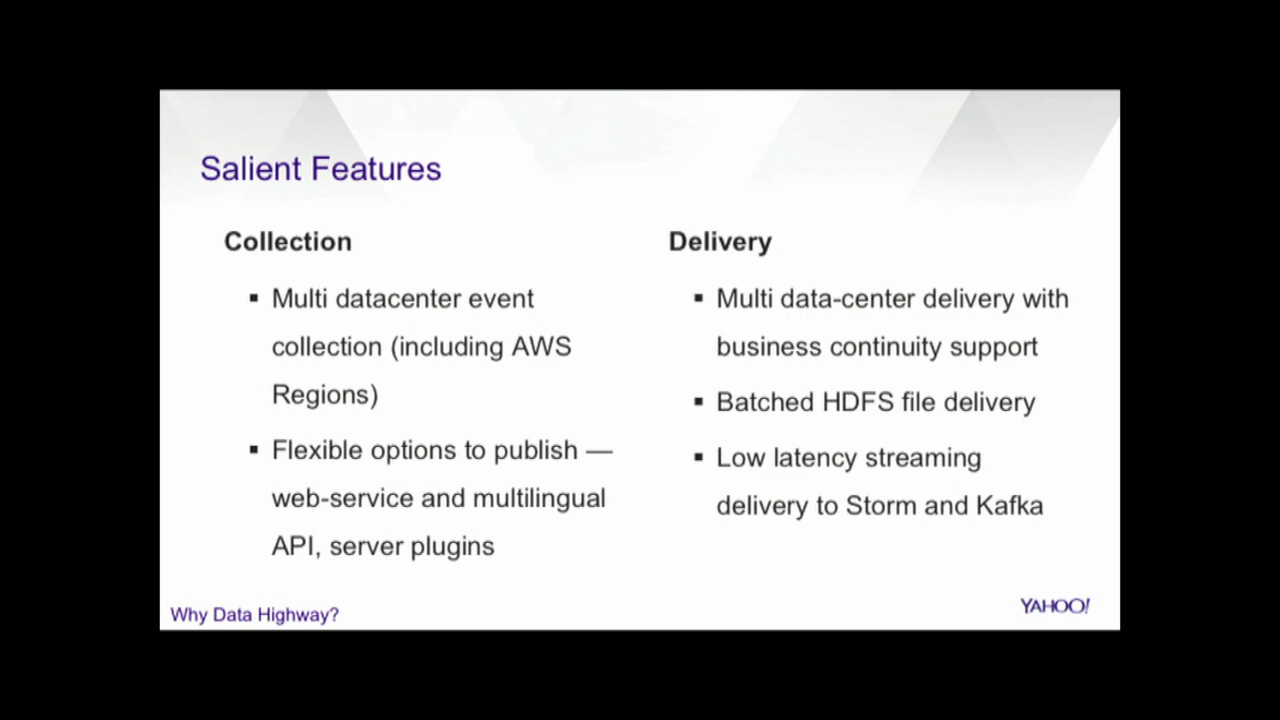 Salient Features
Collection
▪ Multi datacenter event
collection (including AWS
Regions)
▪ Flexible options to publish —
web-service and multilingual
API, server plugins
Delivery
▪ Multi data-center delivery with
business continuity support
▪ Batched HDFS file delivery
▪ Low latency streaming
delivery to Storm and Kafka
Why Data Highway?
YAHOO!